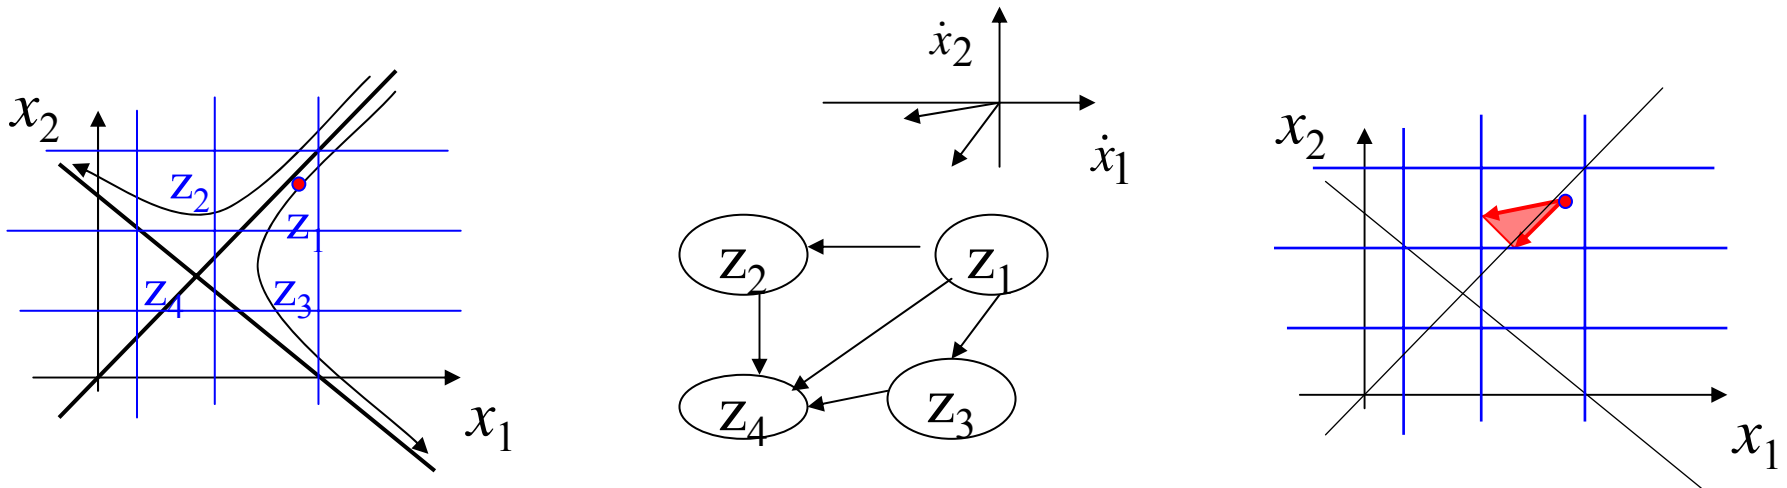 x₂
z₂
z₁
z₄
z₃
x₁
ẋ₂
ẋ₁
z₂
z₁
z₄
z₃
x₂
x₁